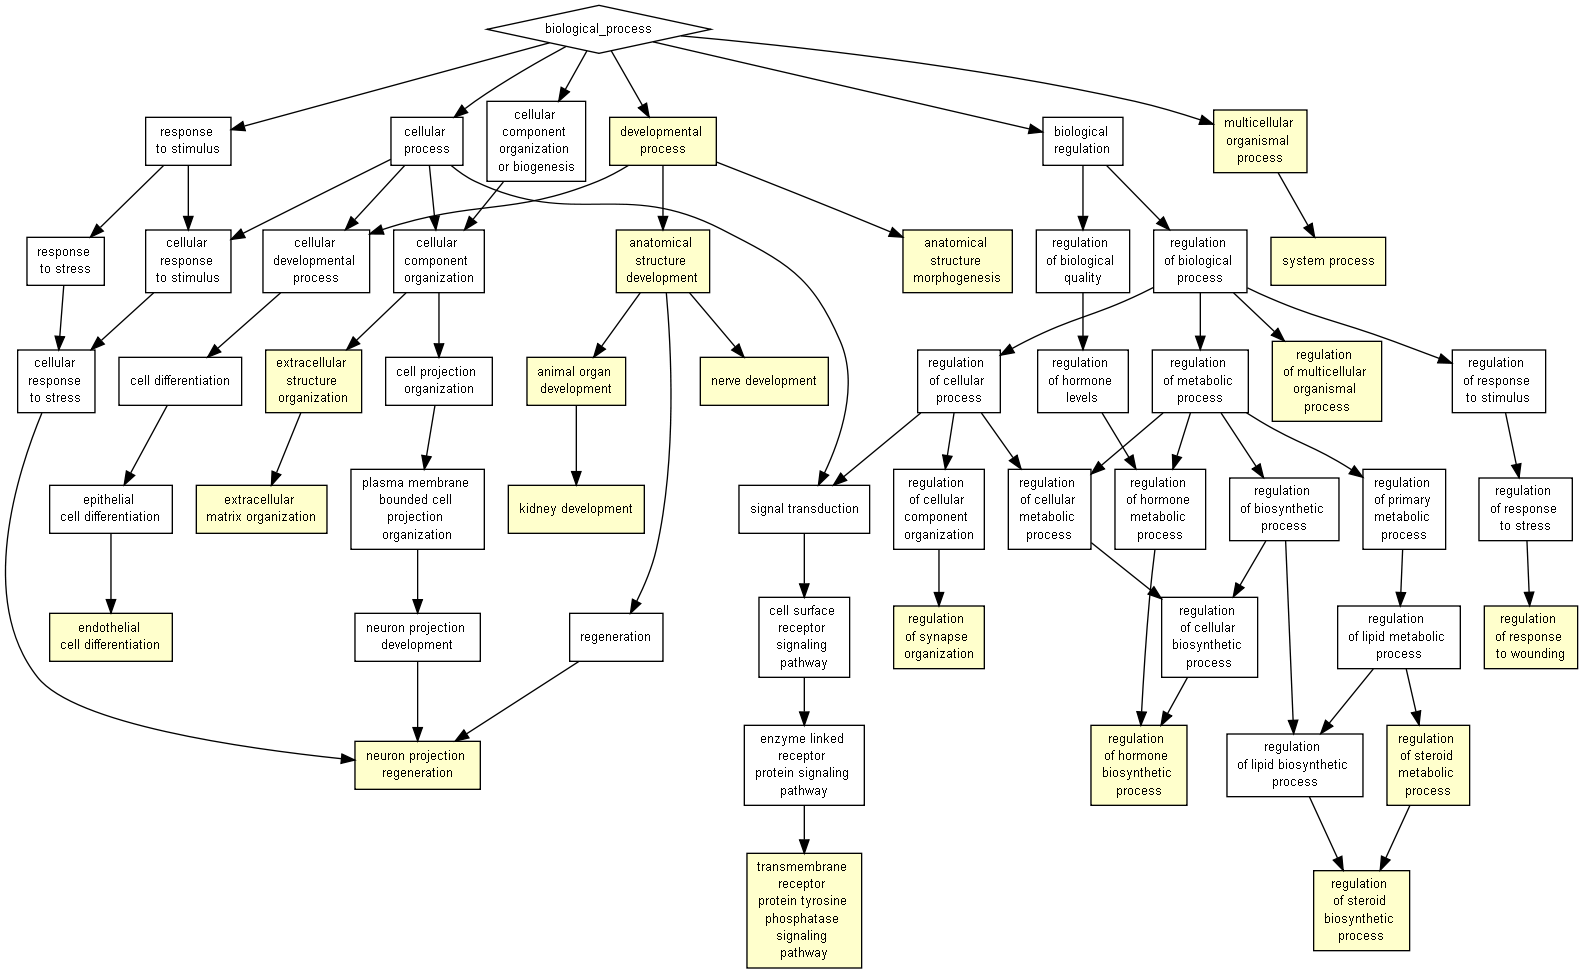 biological_process
response
to stimulus
cellular
process
cellular
component
organization
or biogenesis
developmental
process
biological
regulation
multicellular
organismal
process
response
to stress
cellular
response
to stimulus
cellular
developmental
process
cellular
component
organization
anatomical
structure
development
anatomical
structure
morphogenesis
regulation
of biological
quality
regulation
of biological
process
system process
cellular
response
to stress
cell differentiation
extracellular
structure
organization
cell projection
organization
animal organ
development
nerve development
regulation
of cellular
process
regulation
of hormone
levels
regulation
of metabolic
process
regulation
of multicellular
organismal
process
regulation
of response
to stimulus
epithelial
cell differentiation
extracellular
matrix organization
plasma membrane
bounded cell
projection
organization
kidney development
signal transduction
regulation
of cellular
component
organization
regulation
of cellular
metabolic
process
regulation
of hormone
metabolic
process
regulation
of biosynthetic
process
regulation
of primary
metabolic
process
regulation
of response
to stress
endothelial
cell differentiation
neuron projection
development
regeneration
cell surface
receptor
signaling
pathway
regulation
of synapse
organization
regulation
of cellular
biosynthetic
process
regulation
of lipid metabolic
process
regulation
of response
to wounding
neuron projection
regeneration
enzyme linked
receptor
protein signaling
pathway
regulation
of hormone
biosynthetic
process
regulation
of lipid biosynthetic
process
regulation
of steroid
metabolic
process
transmembrane
receptor
protein tyrosine
phosphatase
signaling
pathway
regulation
of steroid
biosynthetic
process